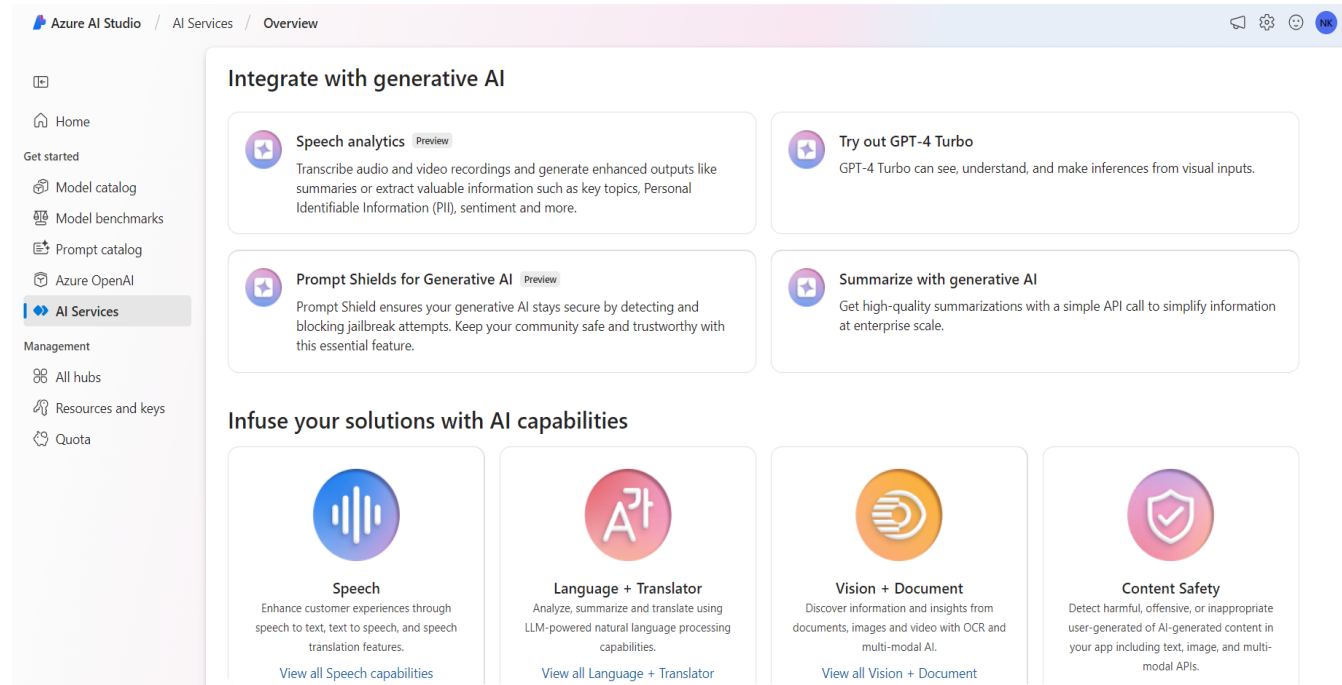 Azure AI Studio / AI Services / Overview
NK
Home
Get started
Model catalog
Model benchmarks
Prompt catalog
Azure OpenAI
AI Services
Management
All hubs
Resources and keys
Quota
Integrate with generative AI
Speech analytics Preview
Transcribe audio and video recordings and generate enhanced outputs like
summaries or extract valuable information such as key topics, Personal
Identifiable Information (PII), sentiment and more.
Try out GPT-4 Turbo
GPT-4 Turbo can see, understand, and make inferences from visual inputs.
Prompt Shields for Generative AI Preview
Prompt Shield ensures your generative AI stays secure by detecting and
blocking jailbreak attempts. Keep your community safe and trustworthy with
this essential feature.
Summarize with generative AI
Get high-quality summarizations with a simple API call to simplify information
at enterprise scale.
Infuse your solutions with AI capabilities
A가
Speech
Enhance customer experiences through
speech to text, text to speech, and speech
translation features.
View all Speech capabilities
Language + Translator
Analyze, summarize and translate using
LLM-powered natural language processing
capabilities.
View all Language + Translator
Vision + Document
Discover information and insights from
documents, images and video with OCR and
multi-modal AI.
View all Vision + Document
Content Safety
Detect harmful, offensive, or inappropriate
user-generated of AI-generated content in
your app including text, image, and multi-
modal APIs.